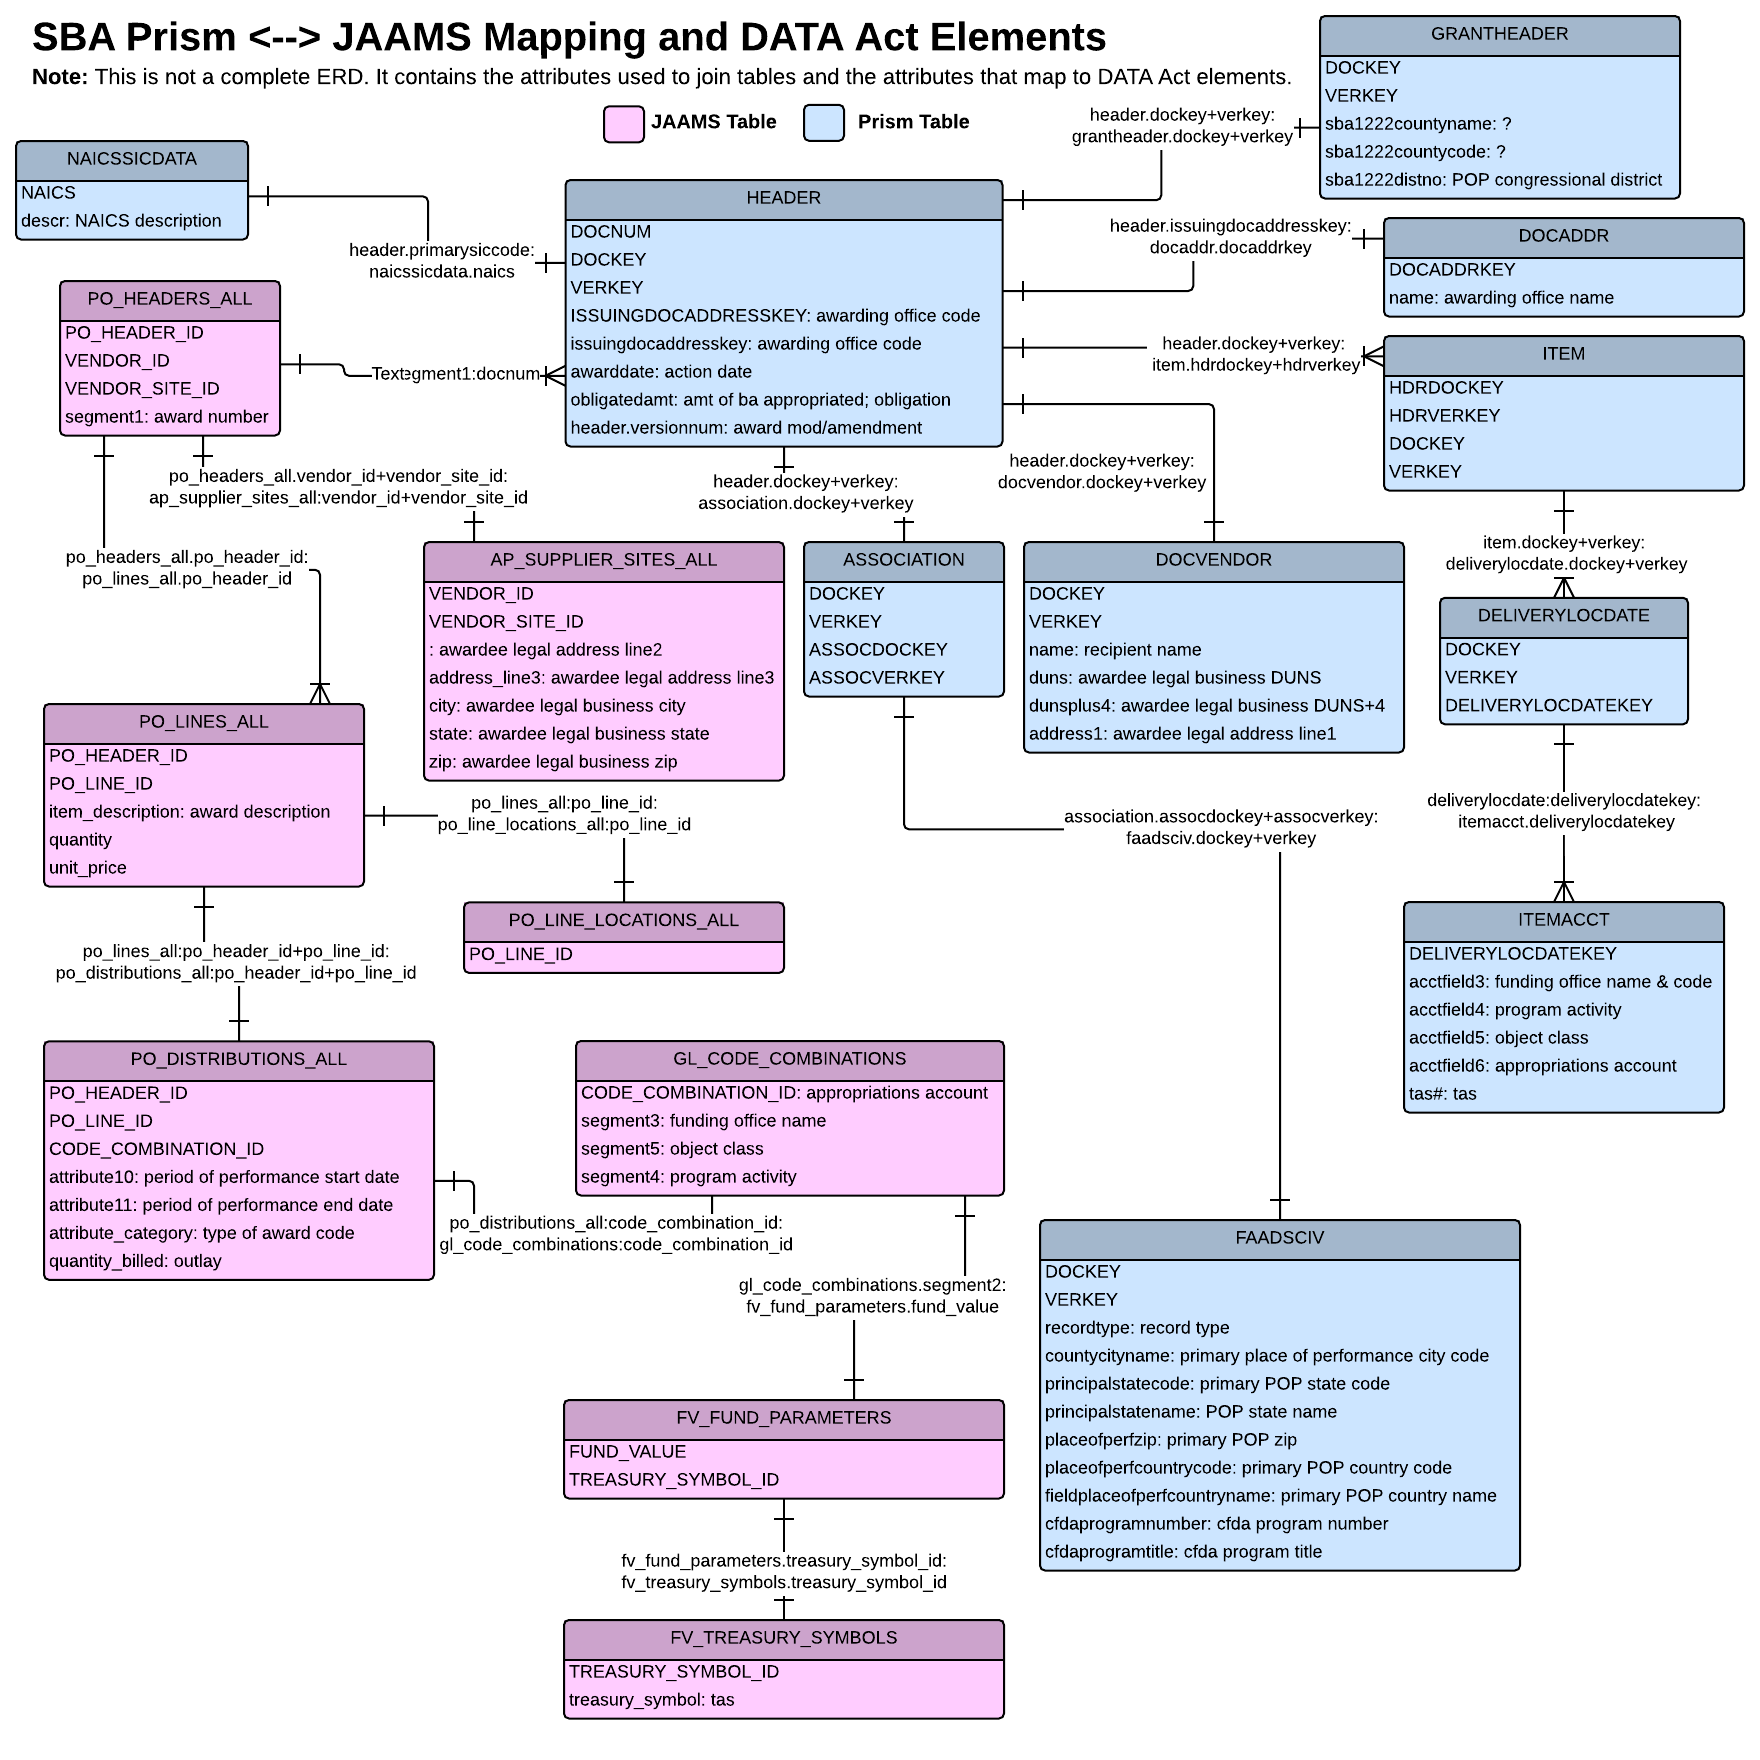 SBA Prism <--> JAAMS Mapping and DATA Act Elements
Note: This is not a complete ERD. It contains the attributes used to join tables and the attributes that map to DATA Act elements.
JAAMS Table
Prism Table
GRANTHEADER
DOCKEY
VERKEY
sba1222countyname: ?
sba1222countycode: ?
sba1222distno: POP congressional district
header.dockey+verkey:
grantheader.dockey+verkey
NAICSSICDATA
NAICS
descr: NAICS description
header.primarysiccode:
naicssicdata.naics
HEADER
DOCNUM
DOCKEY
VERKEY
ISSUINGDOCADDRESSKEY: awarding office code
issuingdocaddresskey: awarding office code
awarddate: action date
obligatedamt: amt of ba appropriated; obligation
header.versionnum: award mod/amendment
header.issuingdocaddresskey:
docaddr.docaddrkey
DOCADDR
DOCADDRKEY
name: awarding office name
PO_HEADERS_ALL
PO_HEADER_ID
VENDOR_ID
VENDOR_SITE_ID
segment1: award number
Textegment1:docnum
header.dockey+verkey:
item.hdrdockey+hdrverkey
ITEM
HDRDOCKEY
HDRVERKEY
DOCKEY
VERKEY
po_headers_all.vendor_id+vendor_site_id:
ap_supplier_sites_all:vendor_id+vendor_site_id
header.dockey+verkey:
association.dockey+verkey
header.dockey+verkey:
docvendor.dockey+verkey
po_headers_all.po_header_id:
po_lines_all.po_header_id
item.dockey+verkey:
deliverylocdate.dockey+verkey
AP_SUPPLIER_SITES_ALL
VENDOR_ID
VENDOR_SITE_ID
: awardee legal address line2
address_line3: awardee legal address line3
city: awardee legal business city
state: awardee legal business state
zip: awardee legal business zip
ASSOCIATION
DOCKEY
VERKEY
ASSOCDOCKEY
ASSOCVERKEY
DOCVENDOR
DOCKEY
VERKEY
name: recipient name
duns: awardee legal business DUNS
dunsplus4: awardee legal business DUNS+4
address1: awardee legal address line1
DELIVERYLOCDATE
DOCKEY
VERKEY
DELIVERYLOCDATEKEY
PO_LINES_ALL
PO_HEADER_ID
PO_LINE_ID
item_description: award description
quantity
unit_price
po_lines_all:po_line_id:
po_line_locations_all:po_line_id
association.assocdockey+assocverkey:
faadsciv.dockey+verkey
deliverylocdate:deliverylocdatekey:
itemacct.deliverylocdatekey
PO_LINE_LOCATIONS_ALL
PO_LINE_ID
ITEMACCT
DELIVERYLOCDATEKEY
acctfield3: funding office name & code
acctfield4: program activity
acctfield5: object class
acctfield6: appropriations account
tas#: tas
po_lines_all:po_header_id+po_line_id:
po_distributions_all:po_header_id+po_line_id
PO_DISTRIBUTIONS_ALL
PO_HEADER_ID
PO_LINE_ID
CODE_COMBINATION_ID
attribute10: period of performance start date
attribute11: period of performance end date
attribute_category: type of award code
quantity_billed: outlay
GL_CODE_COMBINATIONS
CODE_COMBINATION_ID: appropriations account
segment3: funding office name
segment5: object class
segment4: program activity
po_distributions_all:code_combination_id:
gl_code_combinations:code_combination_id
gl_code_combinations.segment2:
fv_fund_parameters.fund_value
FAADSCIV
DOCKEY
VERKEY
recordtype: record type
countycityname: primary place of performance city code
principalstatecode: primary POP state code
principalstatename: POP state name
placeofperfzip: primary POP zip
placeofperfcountrycode: primary POP country code
fieldplaceofperfcountryname: primary POP country name
cfdaprogramnumber: cfda program number
cfdaprogramtitle: cfda program title
FV_FUND_PARAMETERS
FUND_VALUE
TREASURY_SYMBOL_ID
fv_fund_parameters.treasury_symbol_id:
fv_treasury_symbols.treasury_symbol_id
FV_TREASURY_SYMBOLS
TREASURY_SYMBOL_ID
treasury_symbol: tas